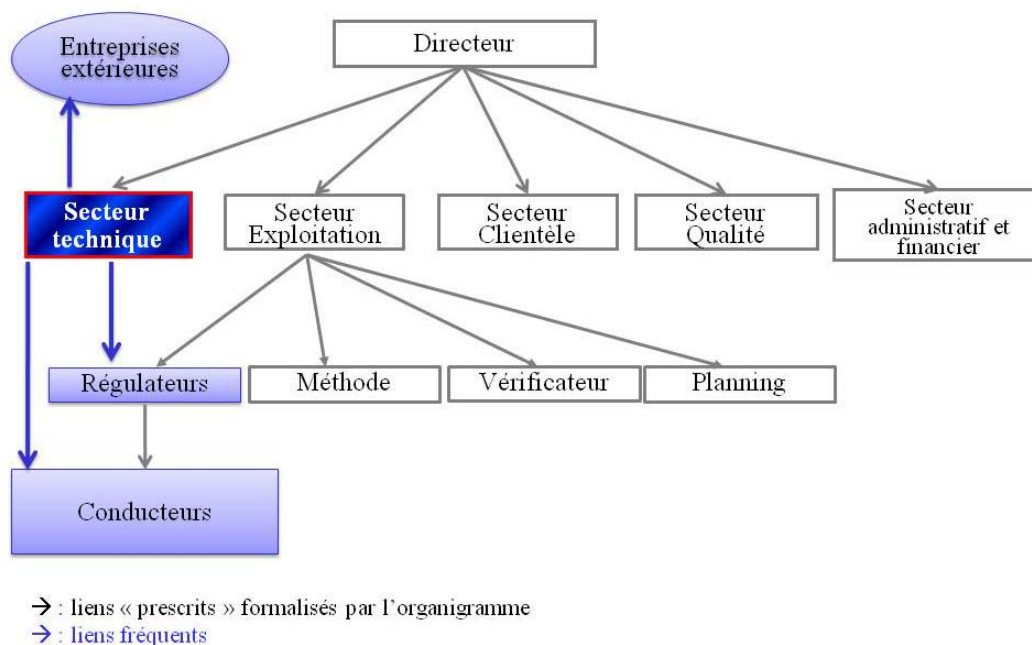 Entreprises
extérieures
Directeur
Secteur
technique
Secteur
Exploitation
Secteur
Clientèle
Secteur
Qualité
Secteur
administratif et
financier
Régulateurs
Méthode
Vérificateur
Planning
Conducteurs
→ : liens « prescrits » formalisés par l’organigramme
→ : liens fréquents